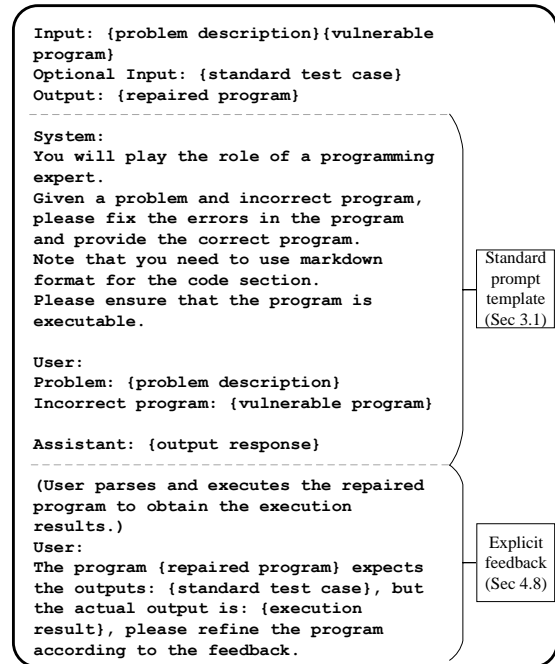 Input: {problem description}{vulnerable
program}
Optional Input: {standard test case}
Output: {repaired program}
System:
You will play the role of a programming
expert.
Given a problem and incorrect program,
please fix the errors in the program
and provide the correct program.
Note that you need to use markdown
format for the code section.
Please ensure that the program is
executable.
User:
Problem: {problem description}
Incorrect program: {vulnerable program}
Assistant: {output response}
Standard
prompt
template
(Sec 3.1)
(User parses and executes the repaired
program to obtain the execution
results.)
User:
The program {repaired program} expects
the outputs: {standard test case}, but
the actual output is: {execution
result}, please refine the program
according to the feedback.
Explicit
feedback
(Sec 4.8)